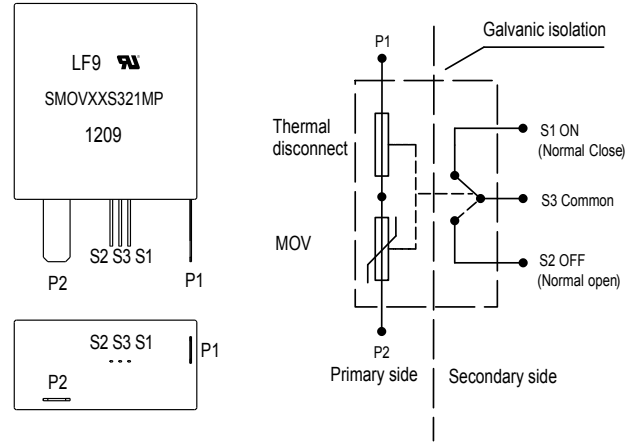 LF9 RU
SMOVXXS321MP
1209
S2 S3 S1
P2
P1
S2 S3 S1
P1
P2
Galvanic isolation
P1
Thermal
disconnect
MOV
S1 ON
(Normal Close)
S3 Common
S2 OFF
(Normal open)
P2
Primary side
Secondary side